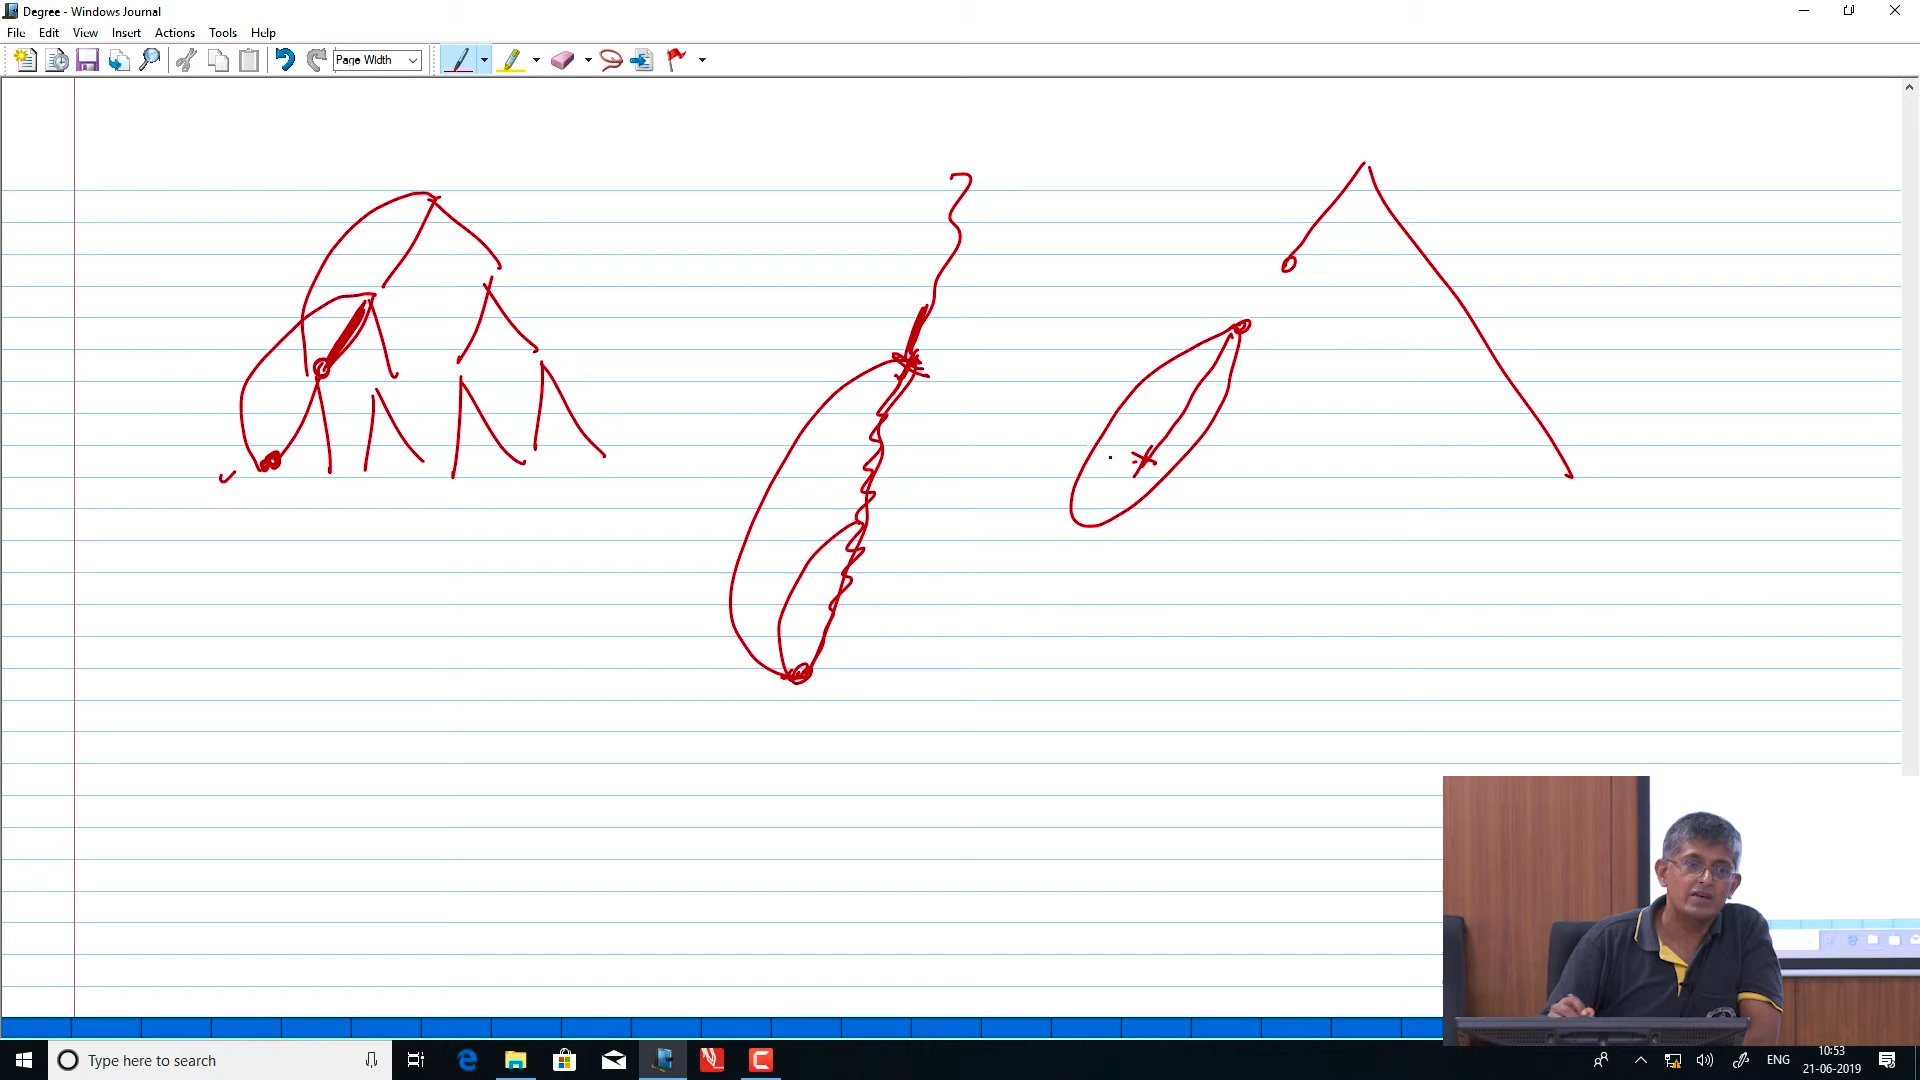 Degree - Windows Journal
File Edit View Insert Actions Tools Help
Page Width
Type here to search
ENG
10:53
21-06-2019